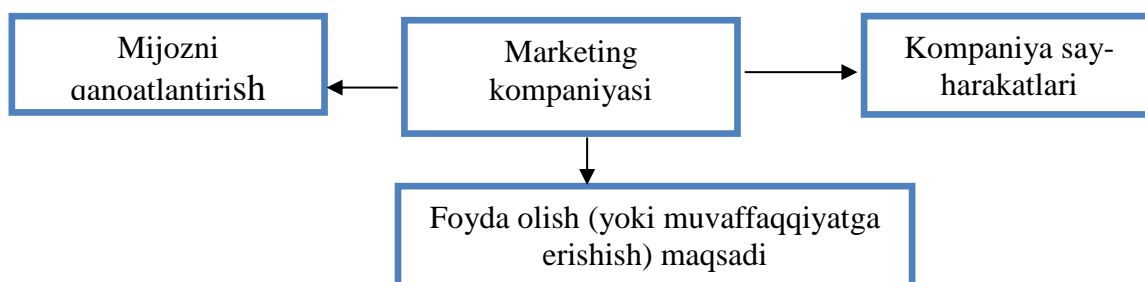 Mijozni
qanoatlantirish
Marketing
kompaniyasi
Kompaniya say-
harakatlari
Foyda olish (yoki muvaffaqqiyatga
erishish) maqsadi